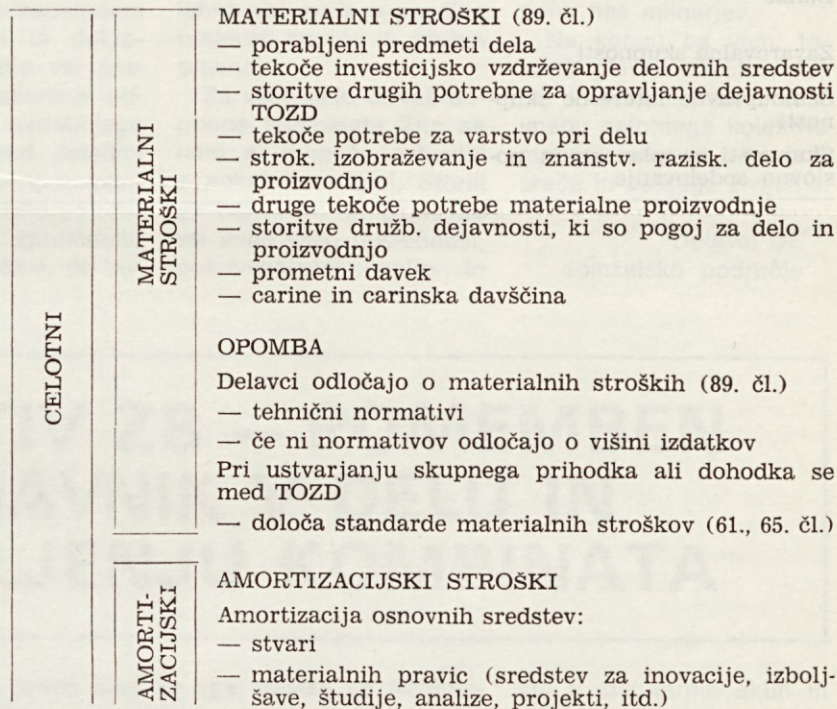 CELOTNI
MATERIALNI
STROŠKI
MATERIALNI STROŠKI (89. čl.)
— porabljeni predmeti dela
— tekoče investicijsko vzdrževanje delovnih sredstev
— storitve drugih potrebne za opravljanje dejavnosti
TOZD
— tekoče potrebe za varstvo pri delu
— strok. izobraževanje in znanstv. razisk. delo za
proizvodnjo
— druge tekoče potrebe materialne proizvodnje
— storitve družb. dejavnosti, ki so pogoj za delo in
proizvodnjo
— prometni davek
— carine in carinska davščina
OPOMBA
Delavci odločajo o materialnih stroških (89. čl.)
— tehnični normativi
— če ni normativov odločajo o višini izdatkov
Pri ustvarjanju skupnega prihodka ali dohodka se
med TOZD
— določa standarde materialnih stroškov (61., 65. čl.)
AMORTI-
ZACIJSKI
AMORTIZACIJSKI STROŠKI
Amortizacija osnovnih sredstev:
— stvari
— materialnih pravic (sredstev za inovacije, izbolj-
šave, študije, analize, projekti, itd.)